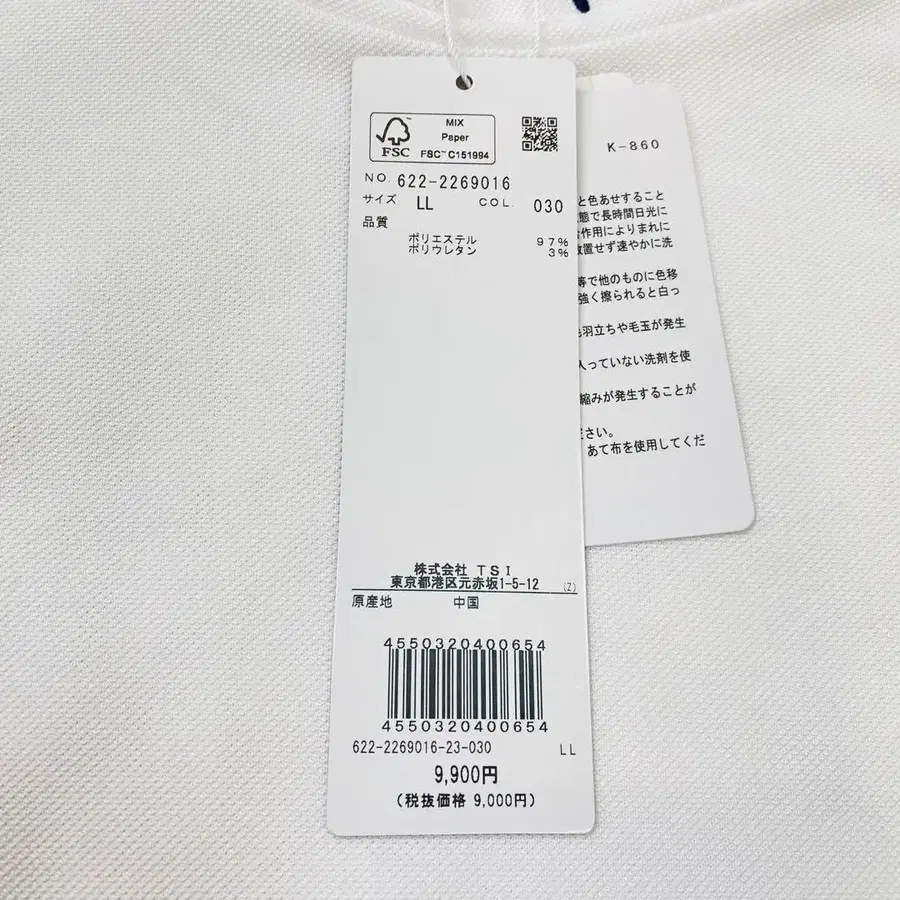 MIX
Paper
FSC™ C151994
FSC™
NO. 622-2269016
サイズ LL COL. 030
品質
ポリエステル 97%
ポリウレタン 3%
株式会社 TSI
東京都港区元赤坂1-5-12 (Z)
原産地 中国
4550320400654
4550320400654
622-2269016-23-030 LL
9,900円
(税抜価格 9,000円)
K-860
と色あせすること
態で長時間日光に
作用によりまれに
放置せず速やかに洗
等で他のものに色移
強く擦られると白っ
羽立ちや毛玉が発生
入っていない洗剤を使
縮みが発生することが
ださい。
あて布を使用してくだ